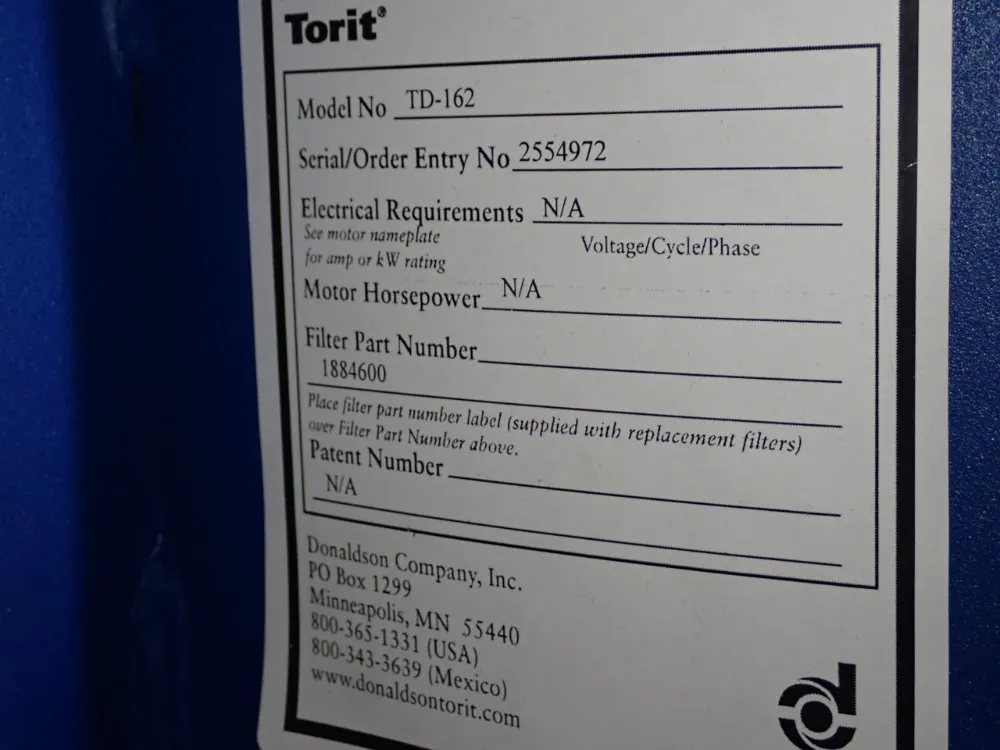 Torit®
Model No TD-162
Serial/Order Entry No 2554972
Electrical Requirements N/A
See motor nameplate Voltage/Cycle/Phase
for amp or kW rating
Motor Horsepower N/A
Filter Part Number
1884600
Place filter part number label (supplied with replacement filters)
over Filter Part Number above.
Patent Number
N/A
Donaldson Company, Inc.
PO Box 1299
Minneapolis, MN 55440
800-365-1331 (USA)
800-343-3639 (Mexico)
www.donaldsontorit.com